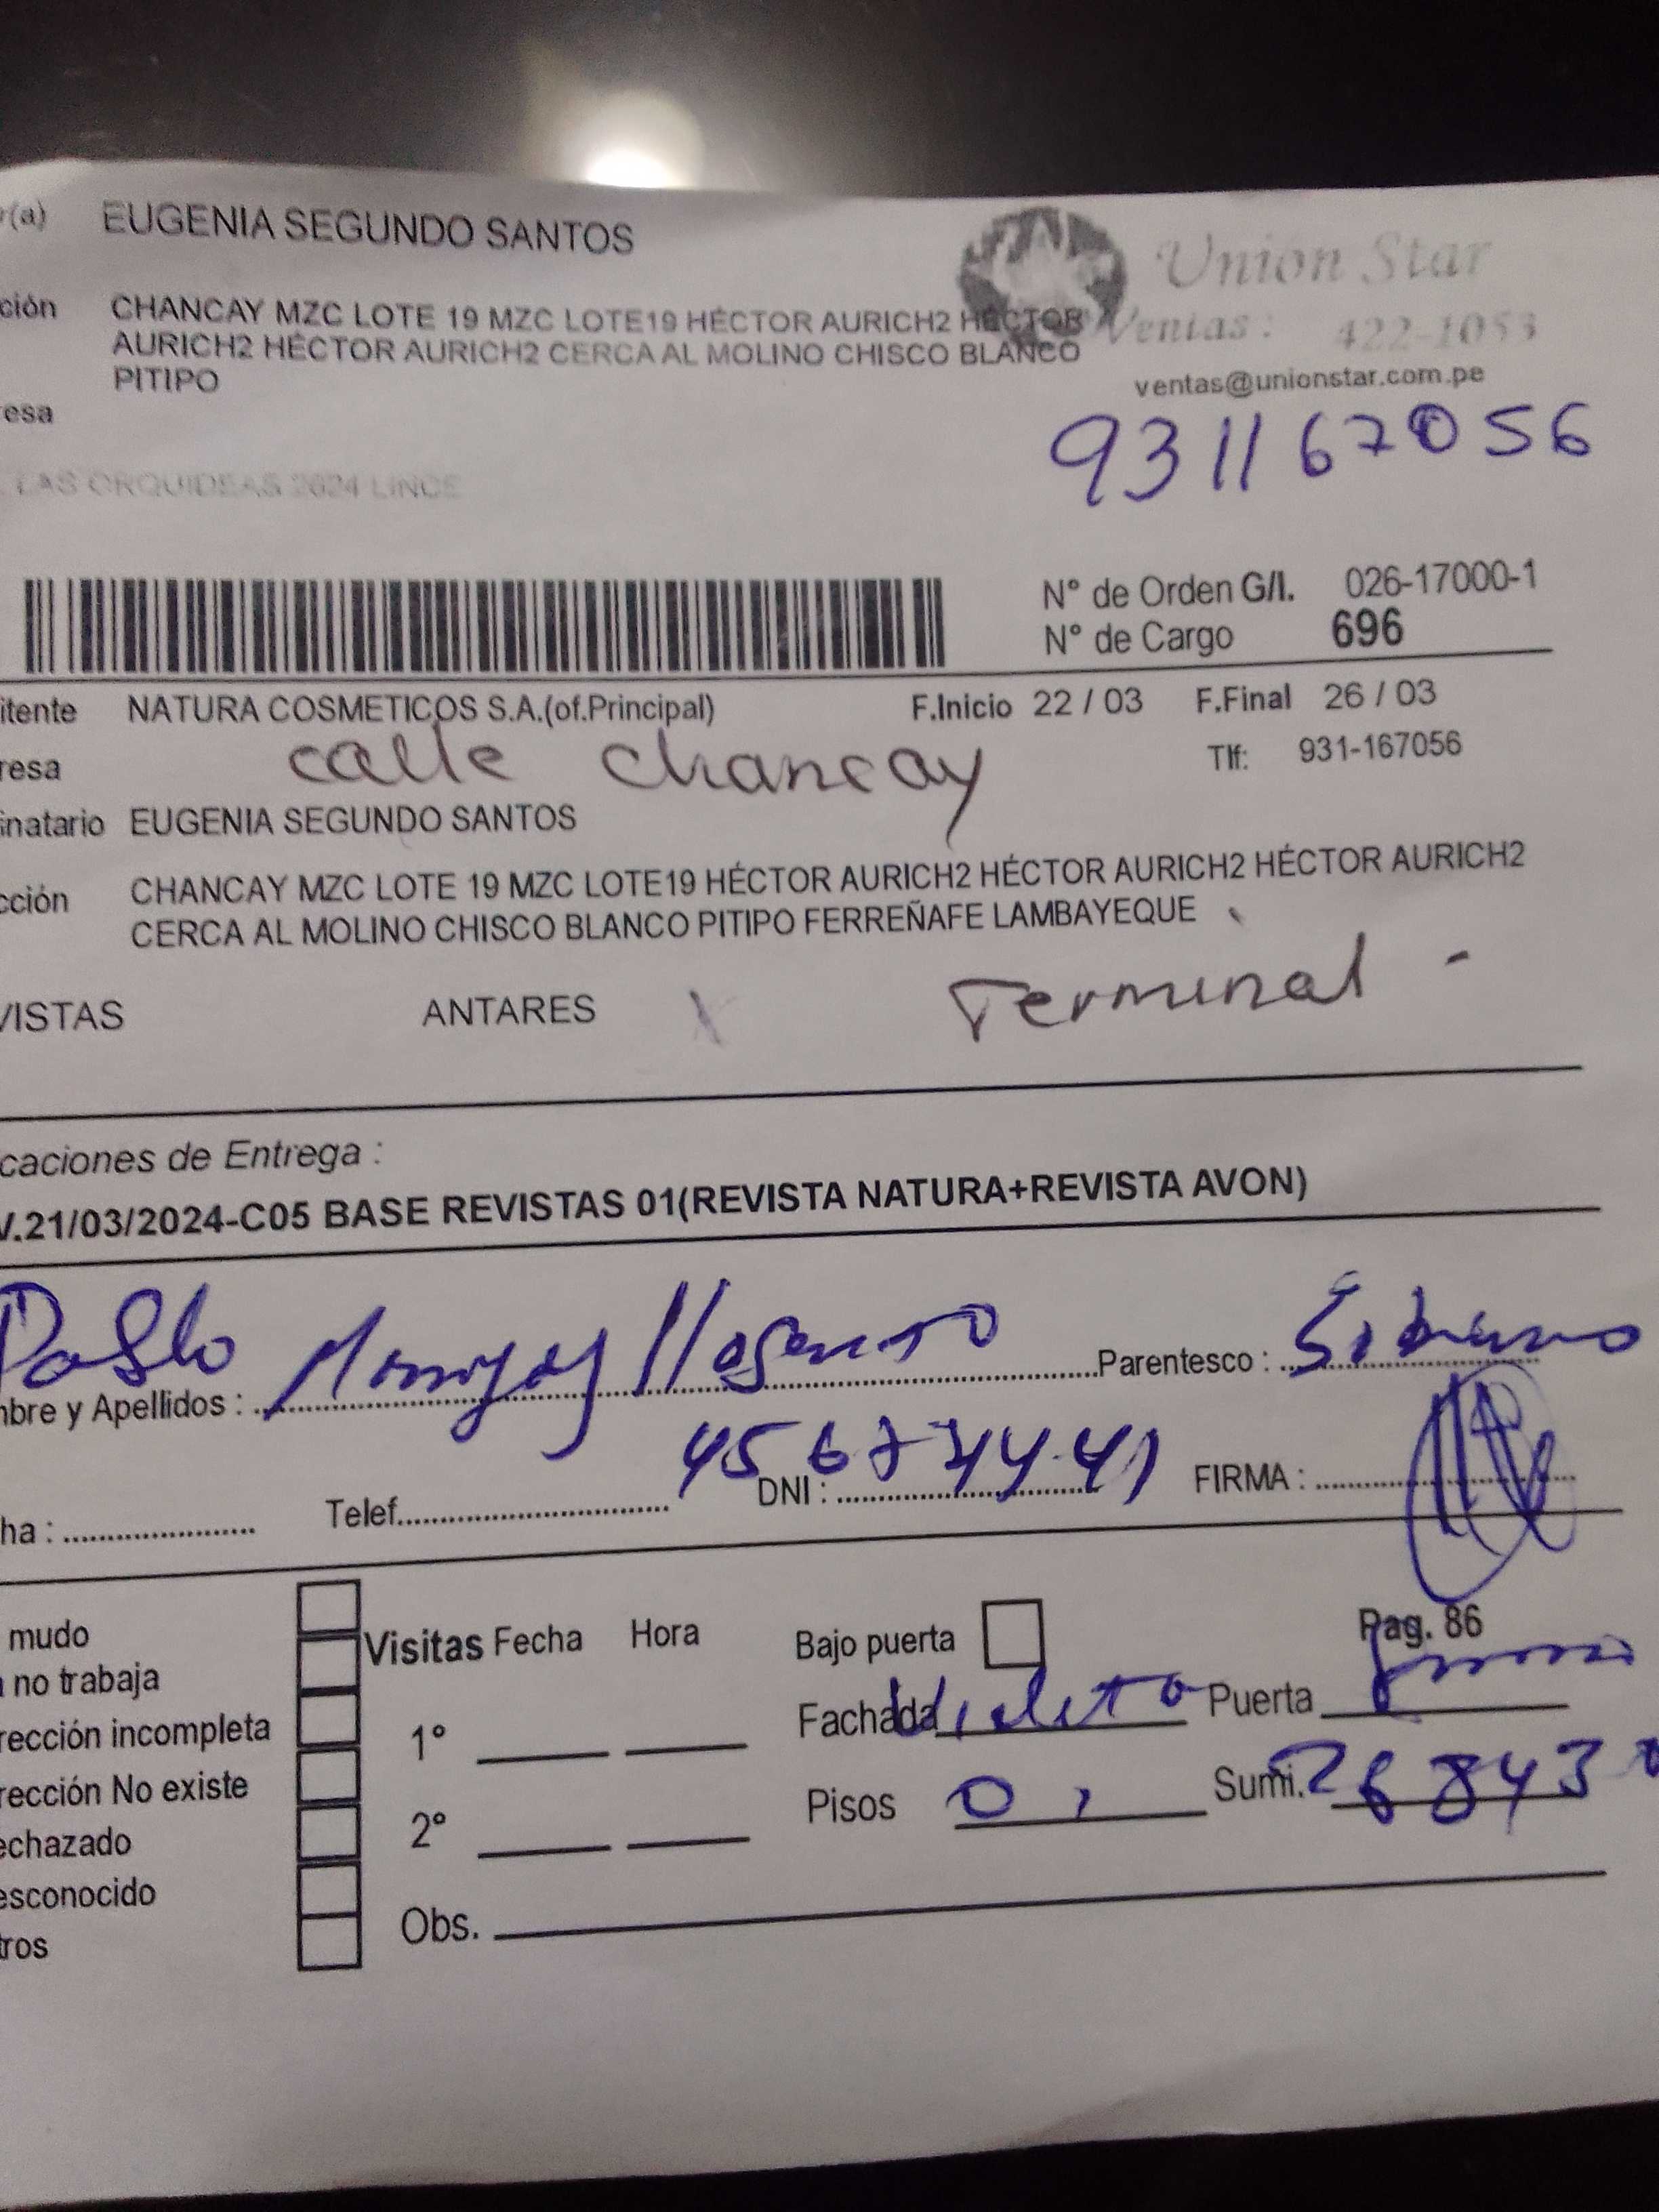 r(a) EUGENIA SEGUNDO SANTOS
Union Star
Ventas: 422-1053
ventas@unionstar.com.pe
ción CHANCAY MZC LOTE 19 MZC LOTE19 HÉCTOR AURICH2 HÉCTOR
AURICH2 HÉCTOR AURICH2 CERCA AL MOLINO CHISCO BLANCO
PITIPO
esa
931167056
LAS ORQUIDEAS 2624 LINCE
N° de Orden G/I. 026-17000-1
N° de Cargo 696
itente NATURA COSMETICOS S.A.(of.Principal) F.Inicio 22 / 03 F.Final 26 / 03
resa calle chancay Tlf: 931-167056
inatario EUGENIA SEGUNDO SANTOS
cción CHANCAY MZC LOTE 19 MZC LOTE19 HÉCTOR AURICH2 HÉCTOR AURICH2 HÉCTOR AURICH2
CERCA AL MOLINO CHISCO BLANCO PITIPO FERREÑAFE LAMBAYEQUE
VISTAS ANTARES Terminal -
caciones de Entrega :
V.21/03/2024-C05 BASE REVISTAS 01(REVISTA NATURA+REVISTA AVON)
Pablo
mbre y Apellidos : Parentesco :
ha : Telef. DNI : FIRMA :
mudo
no trabaja
rección incompleta
rección No existe
echazado
esconocido
tros
Visitas Fecha Hora
1°
2°
Obs.
Bajo puerta Pag. 86
Fachada Puerta
Pisos 01 Sumi.